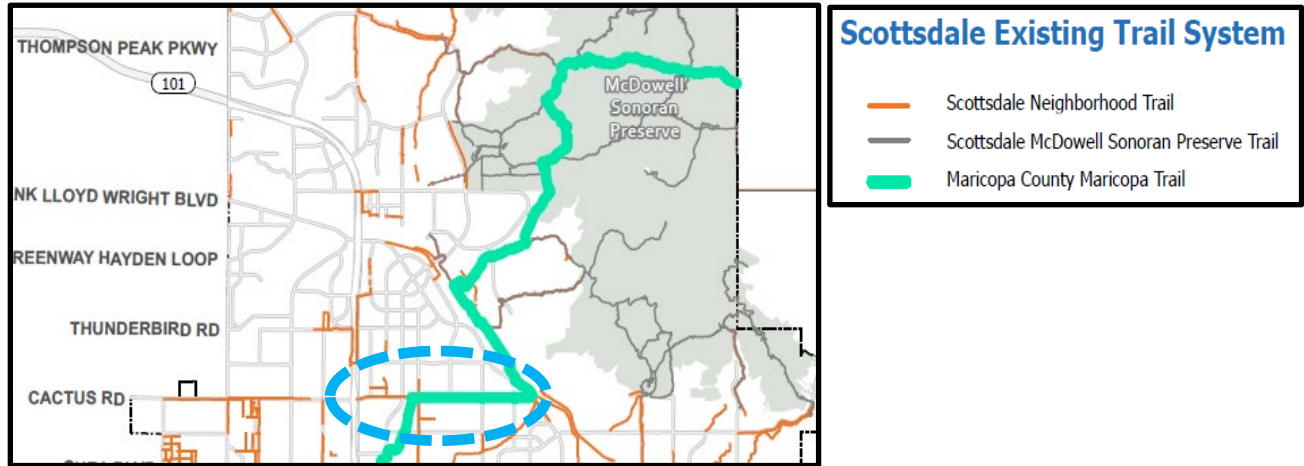 THOMPSON PEAK PKWY
101
McDowell
Sonoran
Preserve
NK LLOYD WRIGHT BLVD
REENWAY HAYDEN LOOP
THUNDERBIRD RD
CACTUS RD
Scottsdale Existing Trail System
Scottsdale Neighborhood Trail
Scottsdale McDowell Sonoran Preserve Trail
Maricopa County Maricopa Trail